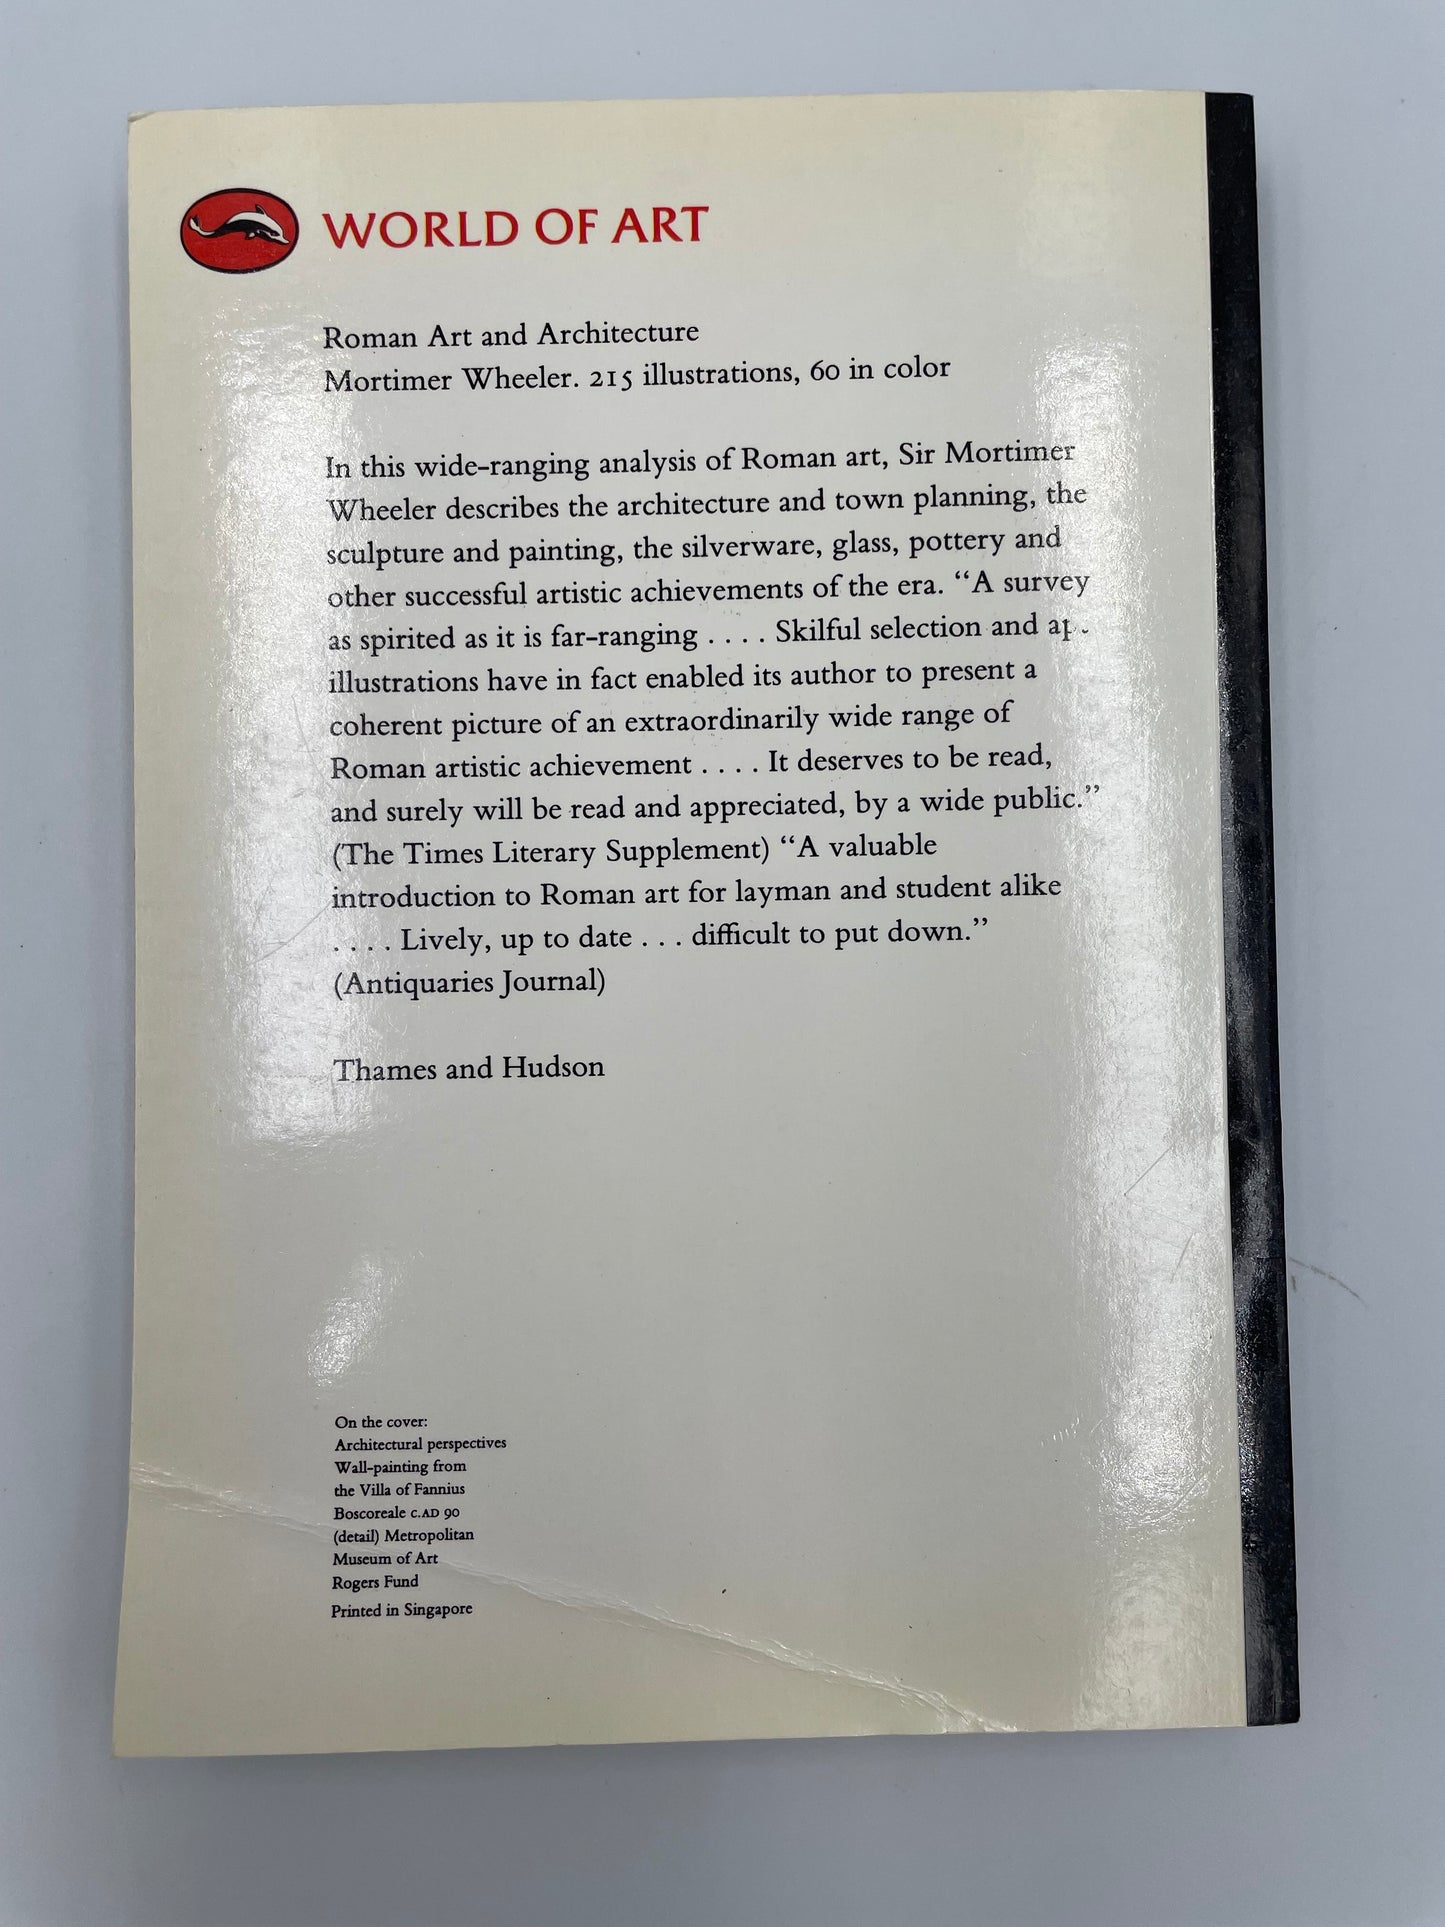 WORLD OF ART
Roman Art and Architecture
Mortimer Wheeler. 215 illustrations, 60 in color
In this wide-ranging analysis of Roman art, Sir Mortimer
Wheeler describes the architecture and town planning, the
sculpture and painting, the silverware, glass, pottery and
other successful artistic achievements of the era. “A survey
as spirited as it is far-ranging . . . . Skilful selection and
illustrations have in fact enabled its author to present a
coherent picture of an extraordinarily wide range of
Roman artistic achievement . . . . It deserves to be read,
and surely will be read and appreciated, by a wide public.”
(The Times Literary Supplement) “A valuable
introduction to Roman art for layman and student alike
. . . . Lively, up to date . . . difficult to put down.”
(Antiquaries Journal)
Thames and Hudson
On the cover:
Architectural perspectives
Wall-painting from
the Villa of Fannius
Boscoreale c.AD 90
(detail) Metropolitan
Museum of Art
Rogers Fund
Printed in Singapore